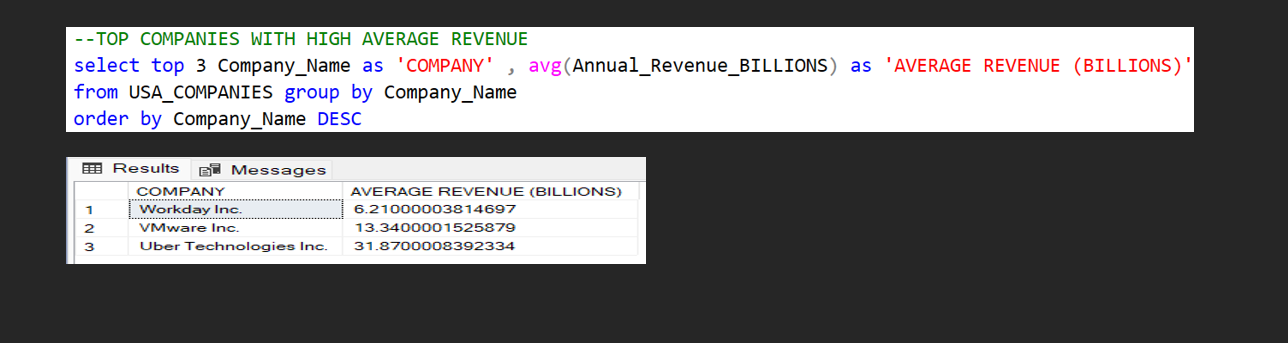 --TOP COMPANIES WITH HIGH AVERAGE REVENUE
select top 3 Company_Name as 'COMPANY' , avg(Annual_Revenue_BILLIONS) as 'AVERAGE REVENUE (BILLIONS)'
from USA_COMPANIES group by Company_Name
order by Company_Name DESC
Results Messages
COMPANY AVERAGE REVENUE (BILLIONS)
1 Workday Inc. 6.21000003814697
2 VMware Inc. 13.3400001525879
3 Uber Technologies Inc. 31.8700008392334